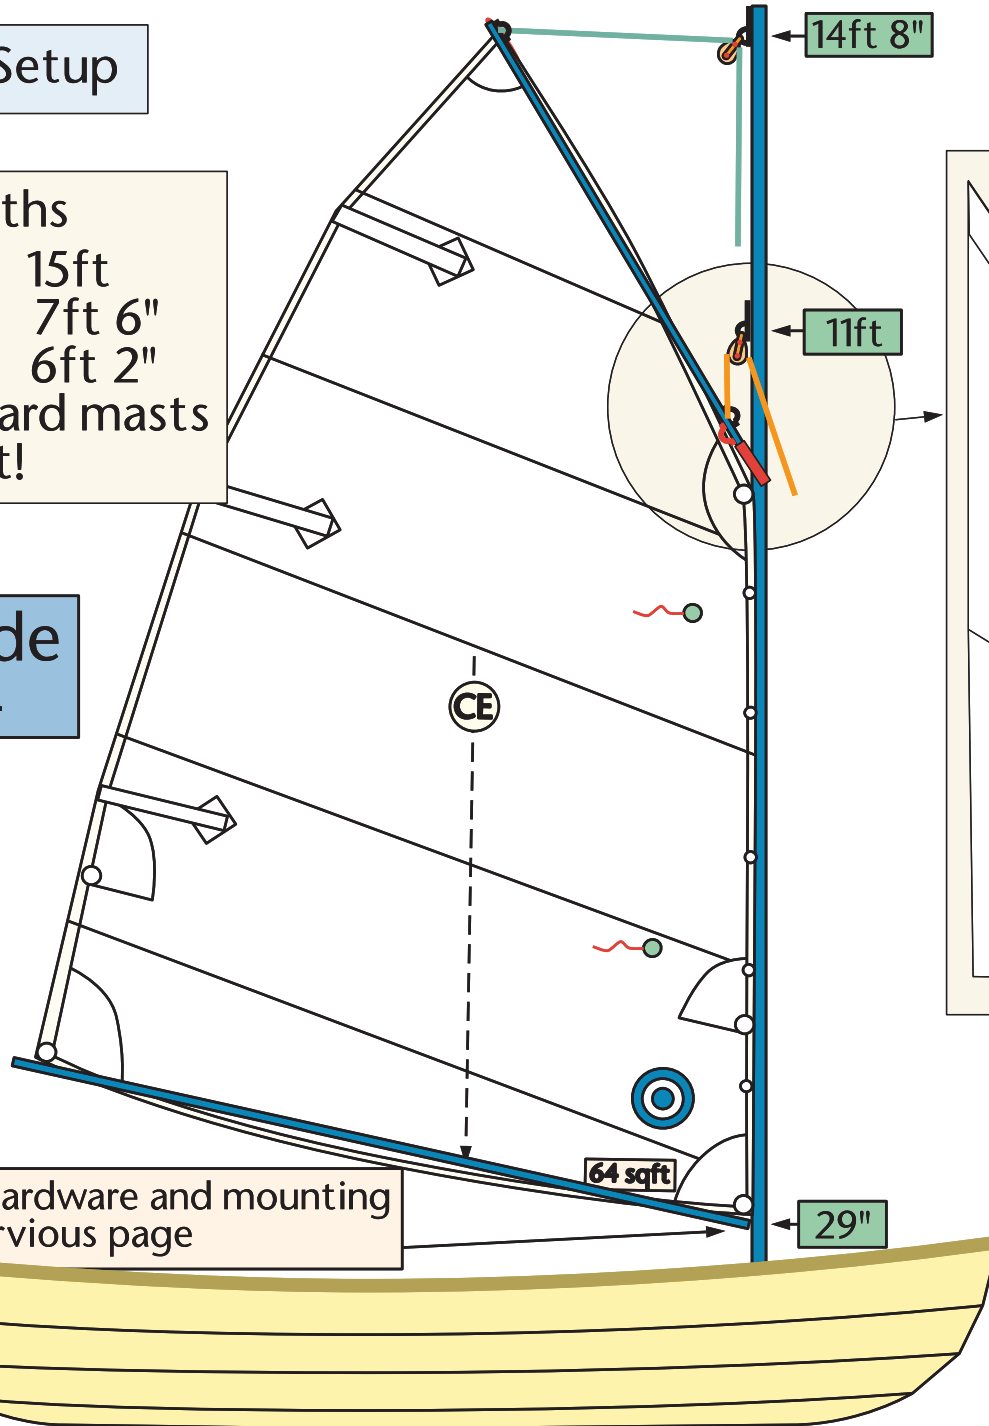 Setup
14ft 8"
ths
15ft
7ft 6"
6ft 2"
ard masts
t!
11ft
de
CE
64 sqft
ardware and mounting
rvious page
29"